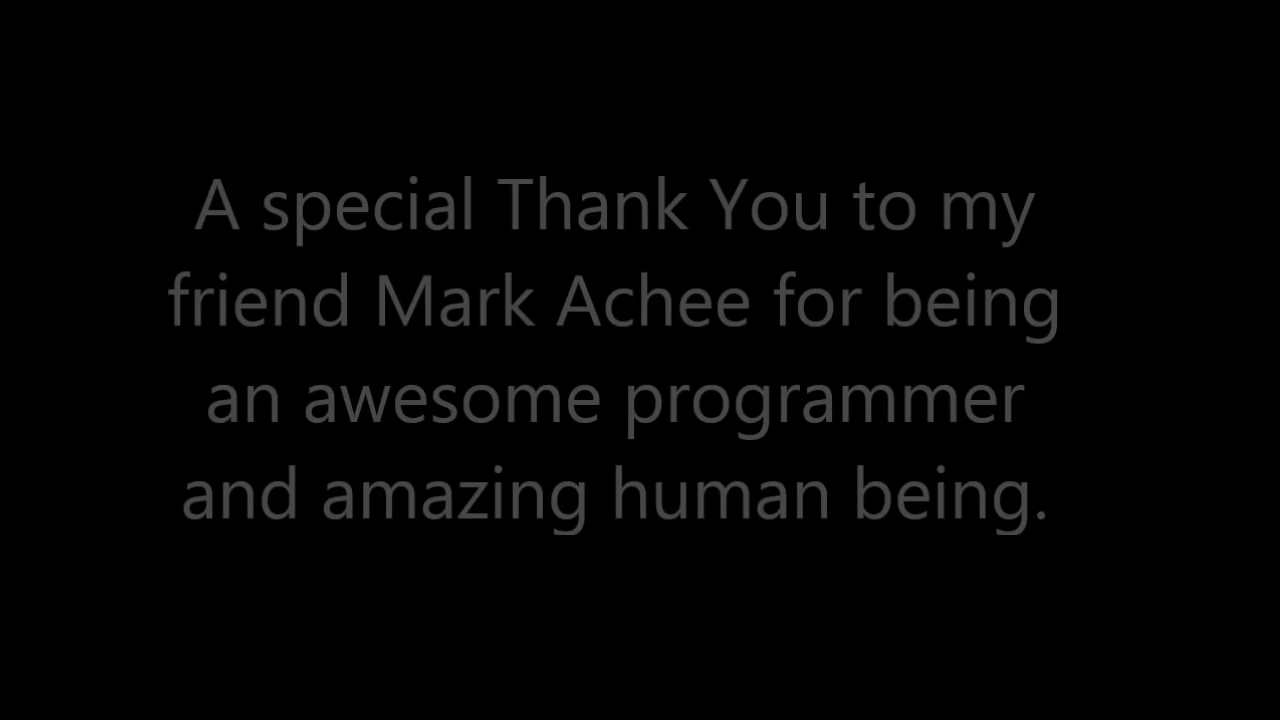 A special Thank You to my
friend Mark Achee for being
an awesome programmer
and amazing human being.